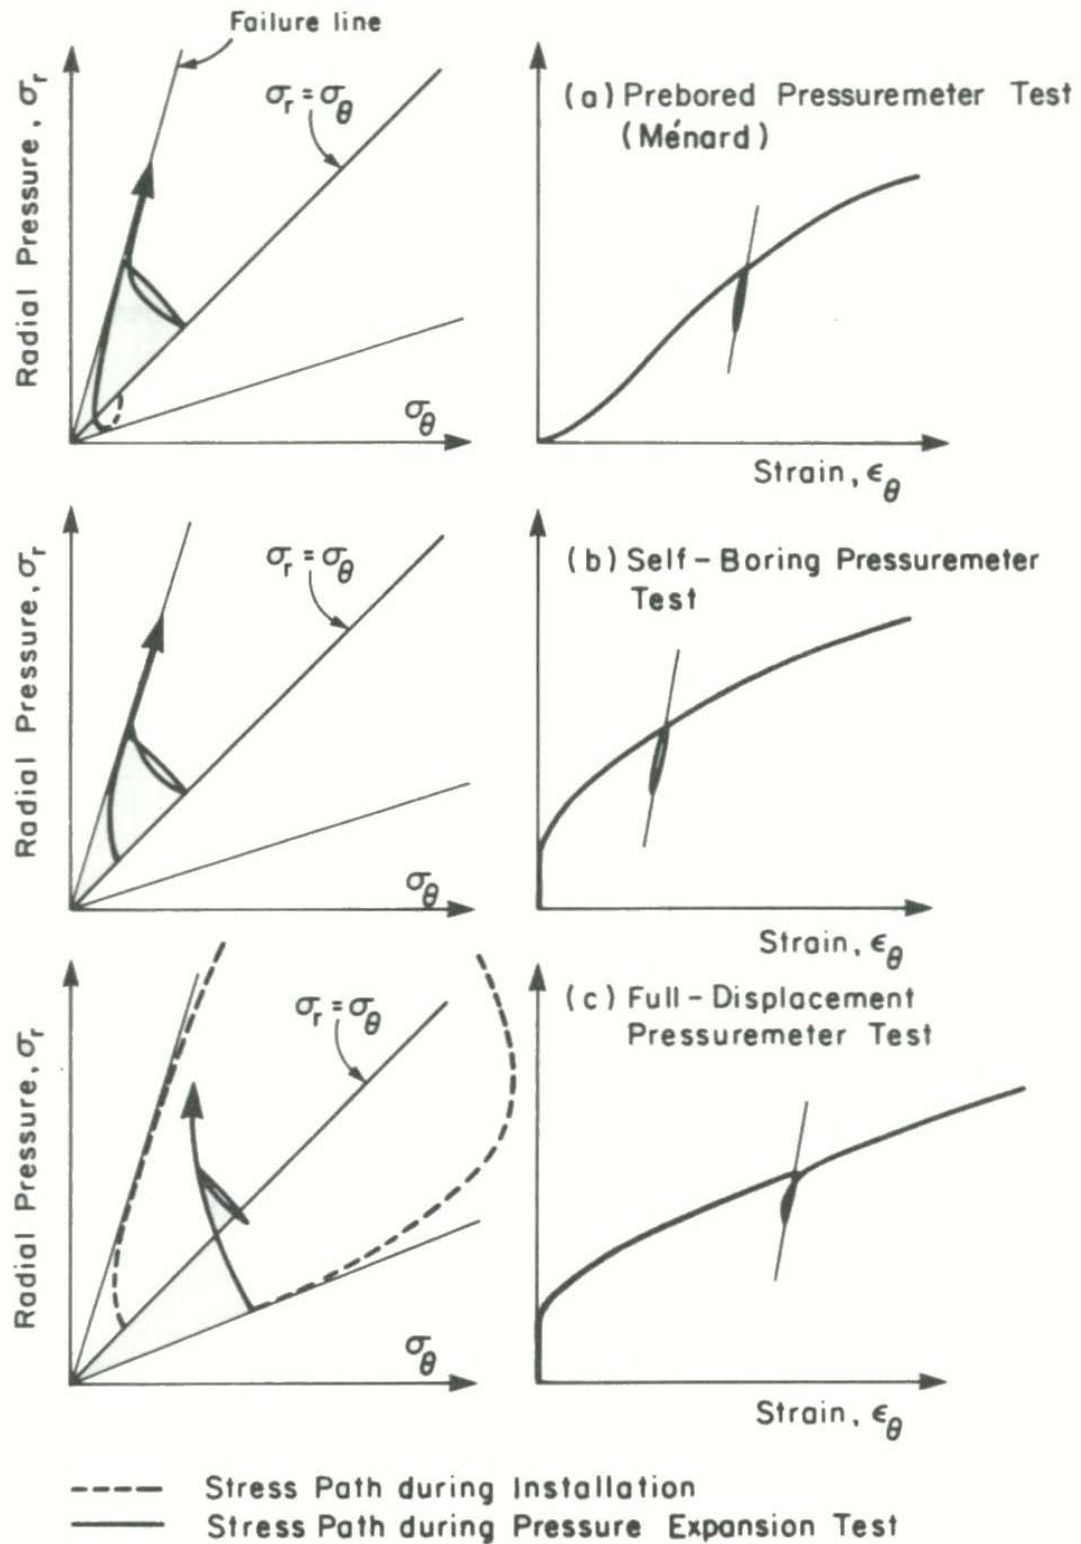 Failure line
Radial Pressure, σr
σr = σθ
σθ
(a) Prebored Pressuremeter Test
(Ménard)
Strain, ϵθ
Radial Pressure, σr
σr = σθ
σθ
(b) Self-Boring Pressuremeter
Test
Strain, ϵθ
Radial Pressure, σr
σr = σθ
σθ
(c) Full-Displacement
Pressuremeter Test
Strain, ϵθ
Stress Path during Installation
Stress Path during Pressure Expansion Test